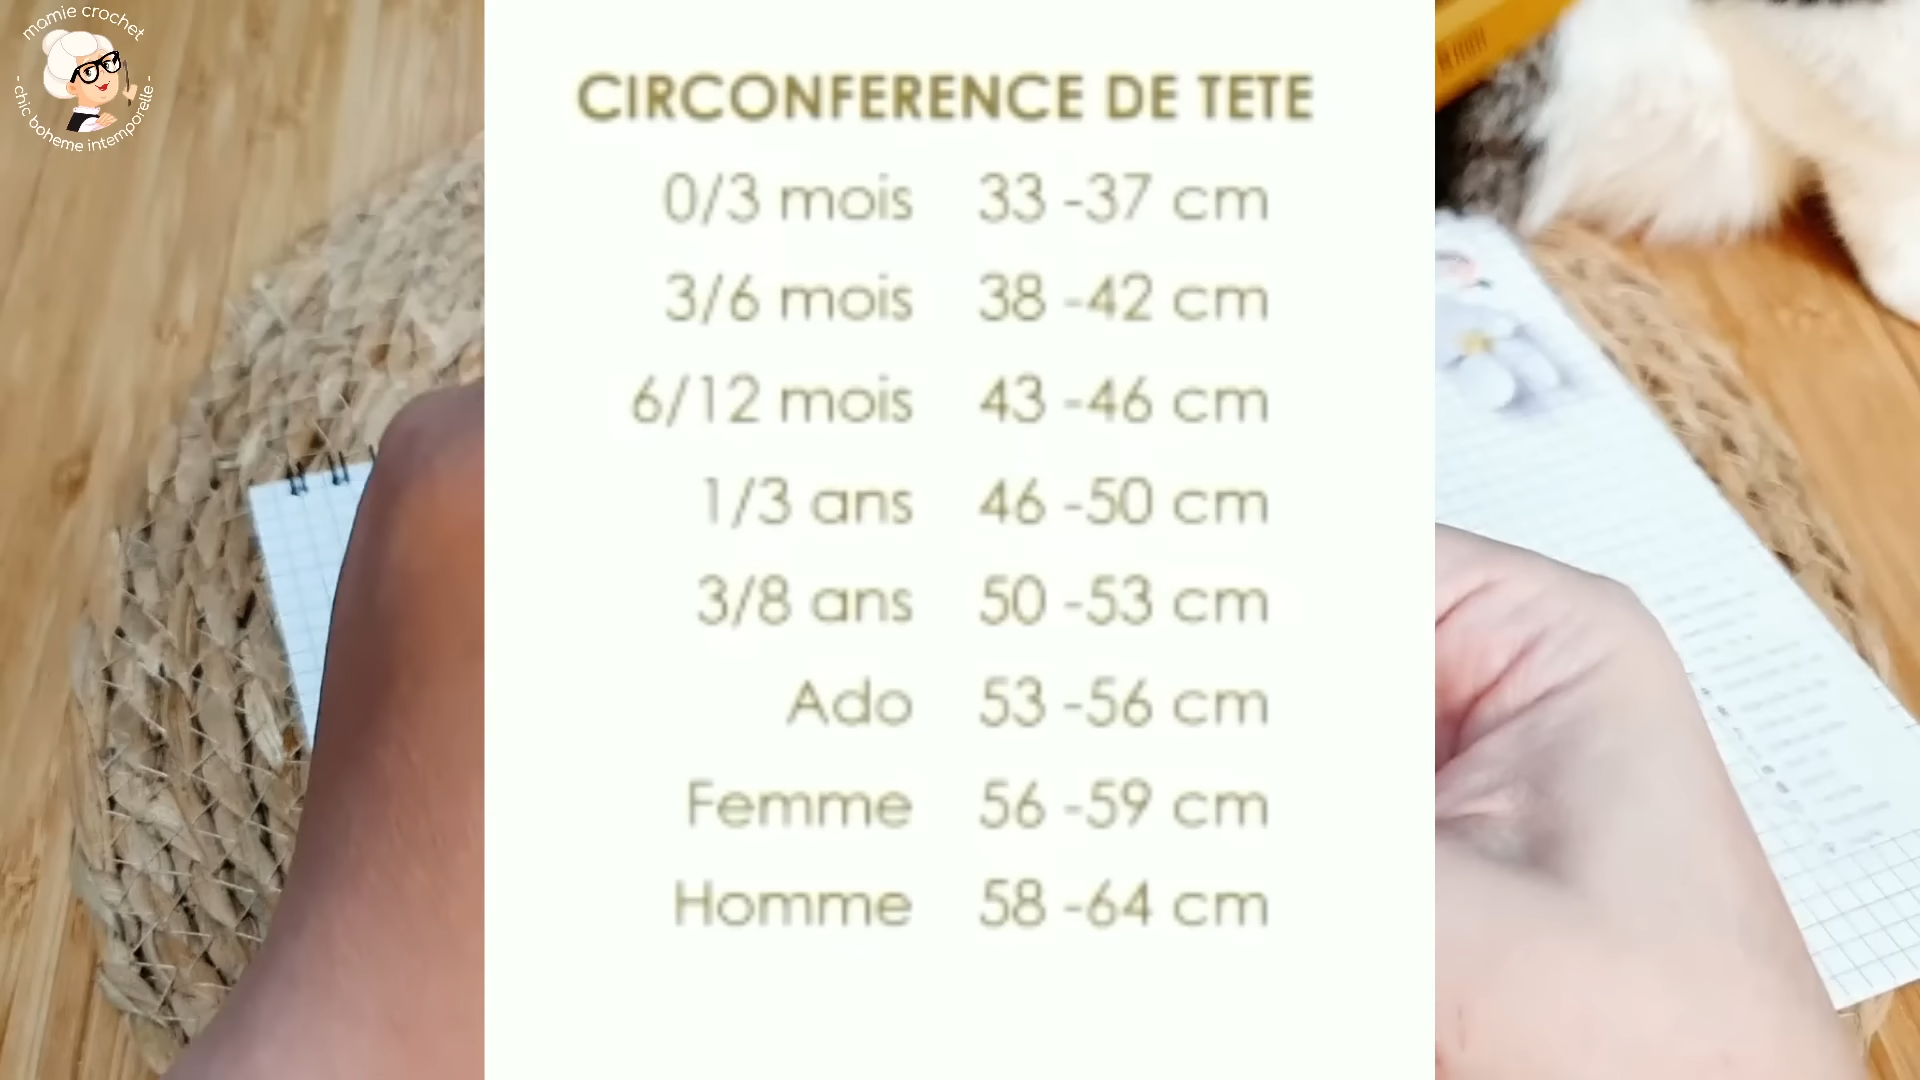 mamie crochet
- chic boheme intemporelle -
CIRCONFERENCE DE TETE
0/3 mois 33 -37 cm
3/6 mois 38 -42 cm
6/12 mois 43 -46 cm
1/3 ans 46 -50 cm
3/8 ans 50 -53 cm
Ado 53 -56 cm
Femme 56 -59 cm
Homme 58 -64 cm